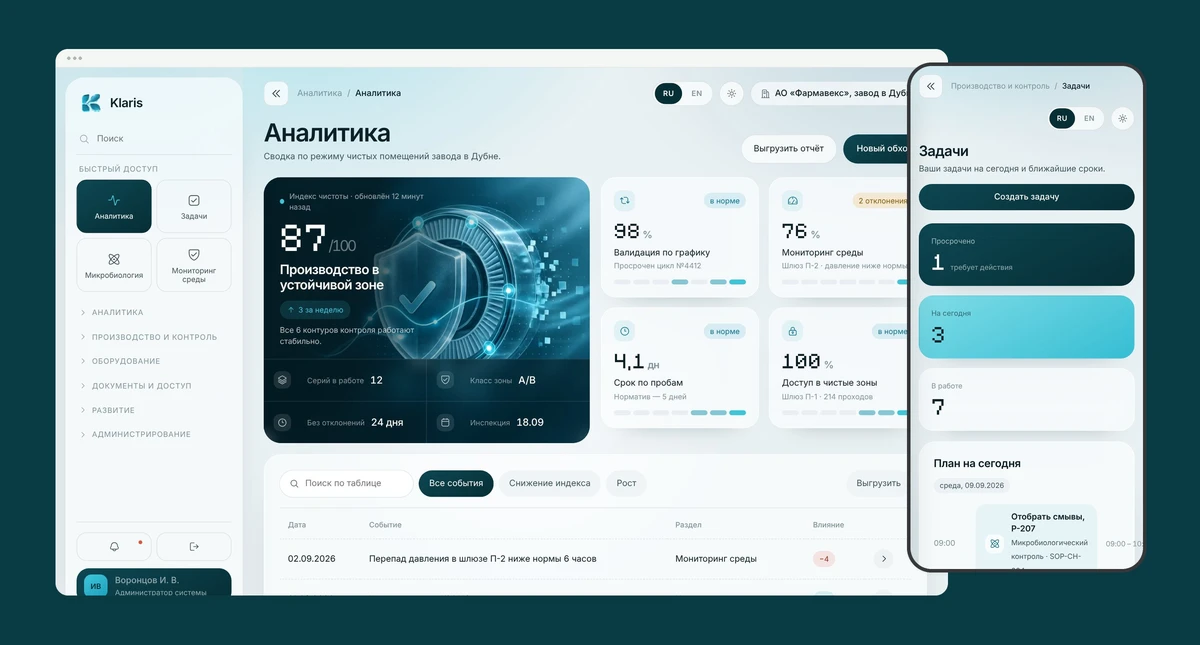 Klaris
Поиск
БЫСТРЫЙ ДОСТУП
Аналитика
Задачи
Микробиология
Мониторинг
среды
АНАЛИТИКА
ПРОИЗВОДСТВО И КОНТРОЛЬ
ОБОРУДОВАНИЕ
ДОКУМЕНТЫ И ДОСТУП
РАЗВИТИЕ
АДМИНИСТРИРОВАНИЕ
ИВ
Воронцов И. В.
Администратор системы
Аналитика / Аналитика
RU EN
АО «Фармавекс», завод в
Аналитика
Сводка по режиму чистых помещений завода в Дубне.
Выгрузить отчёт
Новый
Индекс чистоты · обновлён 12 минут
назад
87 /100
Производство в
устойчивой зоне
↑ 3 за неделю
Все 6 контуров контроля работают
стабильно.
Серий в работе 12
Класс зоны A/B
Без отклонений 24 дня
Инспекция 18.09
в норме
98 %
Валидация по графику
Просрочен цикл №4412
2 отклонения
76 %
Мониторинг среды
Шлюз П-2 · давление ниже нормы
в норме
4,1 дн
Срок по пробам
Норматив — 5 дней
в норме
100 %
Доступ в чистые зоны
Шлюз П-1 · 214 проходов
Поиск по таблице
Все события
Снижение индекса
Рост
Выгрузить
Дата Событие Раздел Влияние
02.09.2026 Перепад давления в шлюзе П-2 ниже нормы 6 часов Мониторинг среды −4
Производство и контроль / Задачи
RU EN
Задачи
Ваши задачи на сегодня и ближайшие сроки.
Создать задачу
Просрочено
1 требует действия
На сегодня
3
В работе
7
План на сегодня
среда, 09.09.2026
09:00
Отобрать смывы,
P-207
Микробиологический
контроль · SOP-CH-
09:00 – 10: